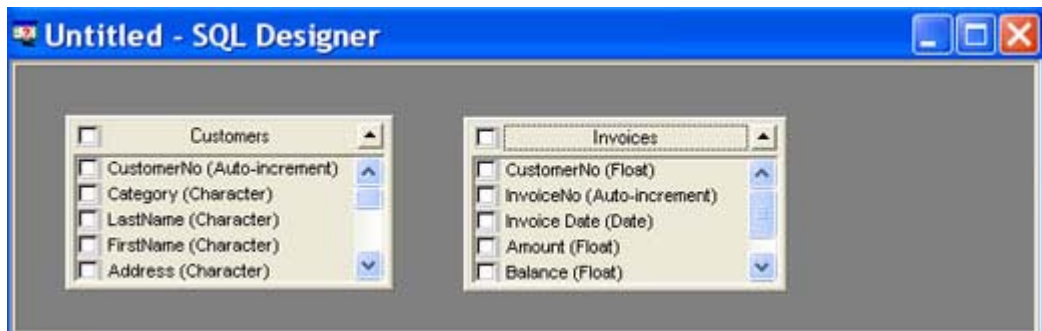 Untitled - SQL Designer
Customers
CustomerNo (Auto-increment)
Category (Character)
LastName (Character)
FirstName (Character)
Address (Character)
Invoices
CustomerNo (Float)
InvoiceNo (Auto-increment)
Invoice Date (Date)
Amount (Float)
Balance (Float)